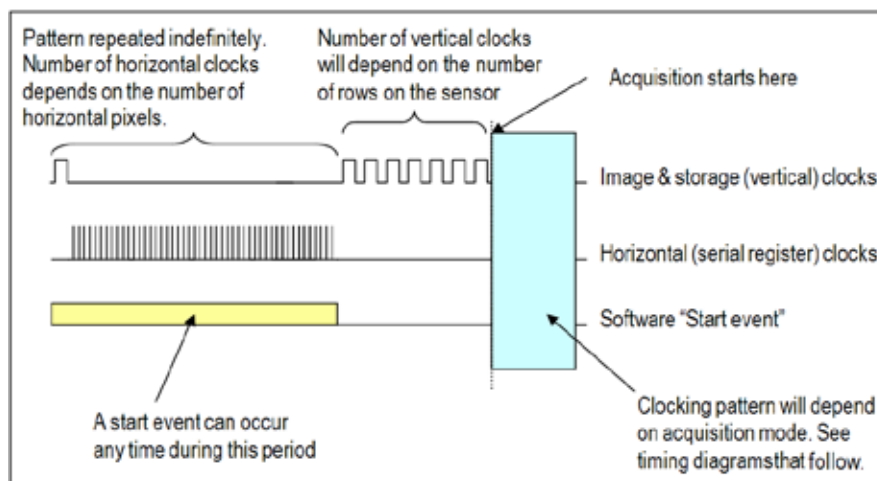 Pattern repeated indefinitely.
Number of horizontal clocks
depends on the number of
horizontal pixels.
Number of vertical clocks
will depend on the number
of rows on the sensor
Acquisition starts here
Image & storage (vertical) clocks
Horizontal (serial register) clocks
Software “Start event”
A start event can occur
any time during this period
Clocking pattern will depend
on acquisition mode. See
timing diagramsthat follow.